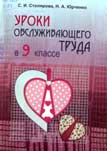 С. И. Столярова, Н. А. Юрченко
УРОКИ
ОБСЛУЖИВАЮЩЕГО
ТРУДА
в 9 классе